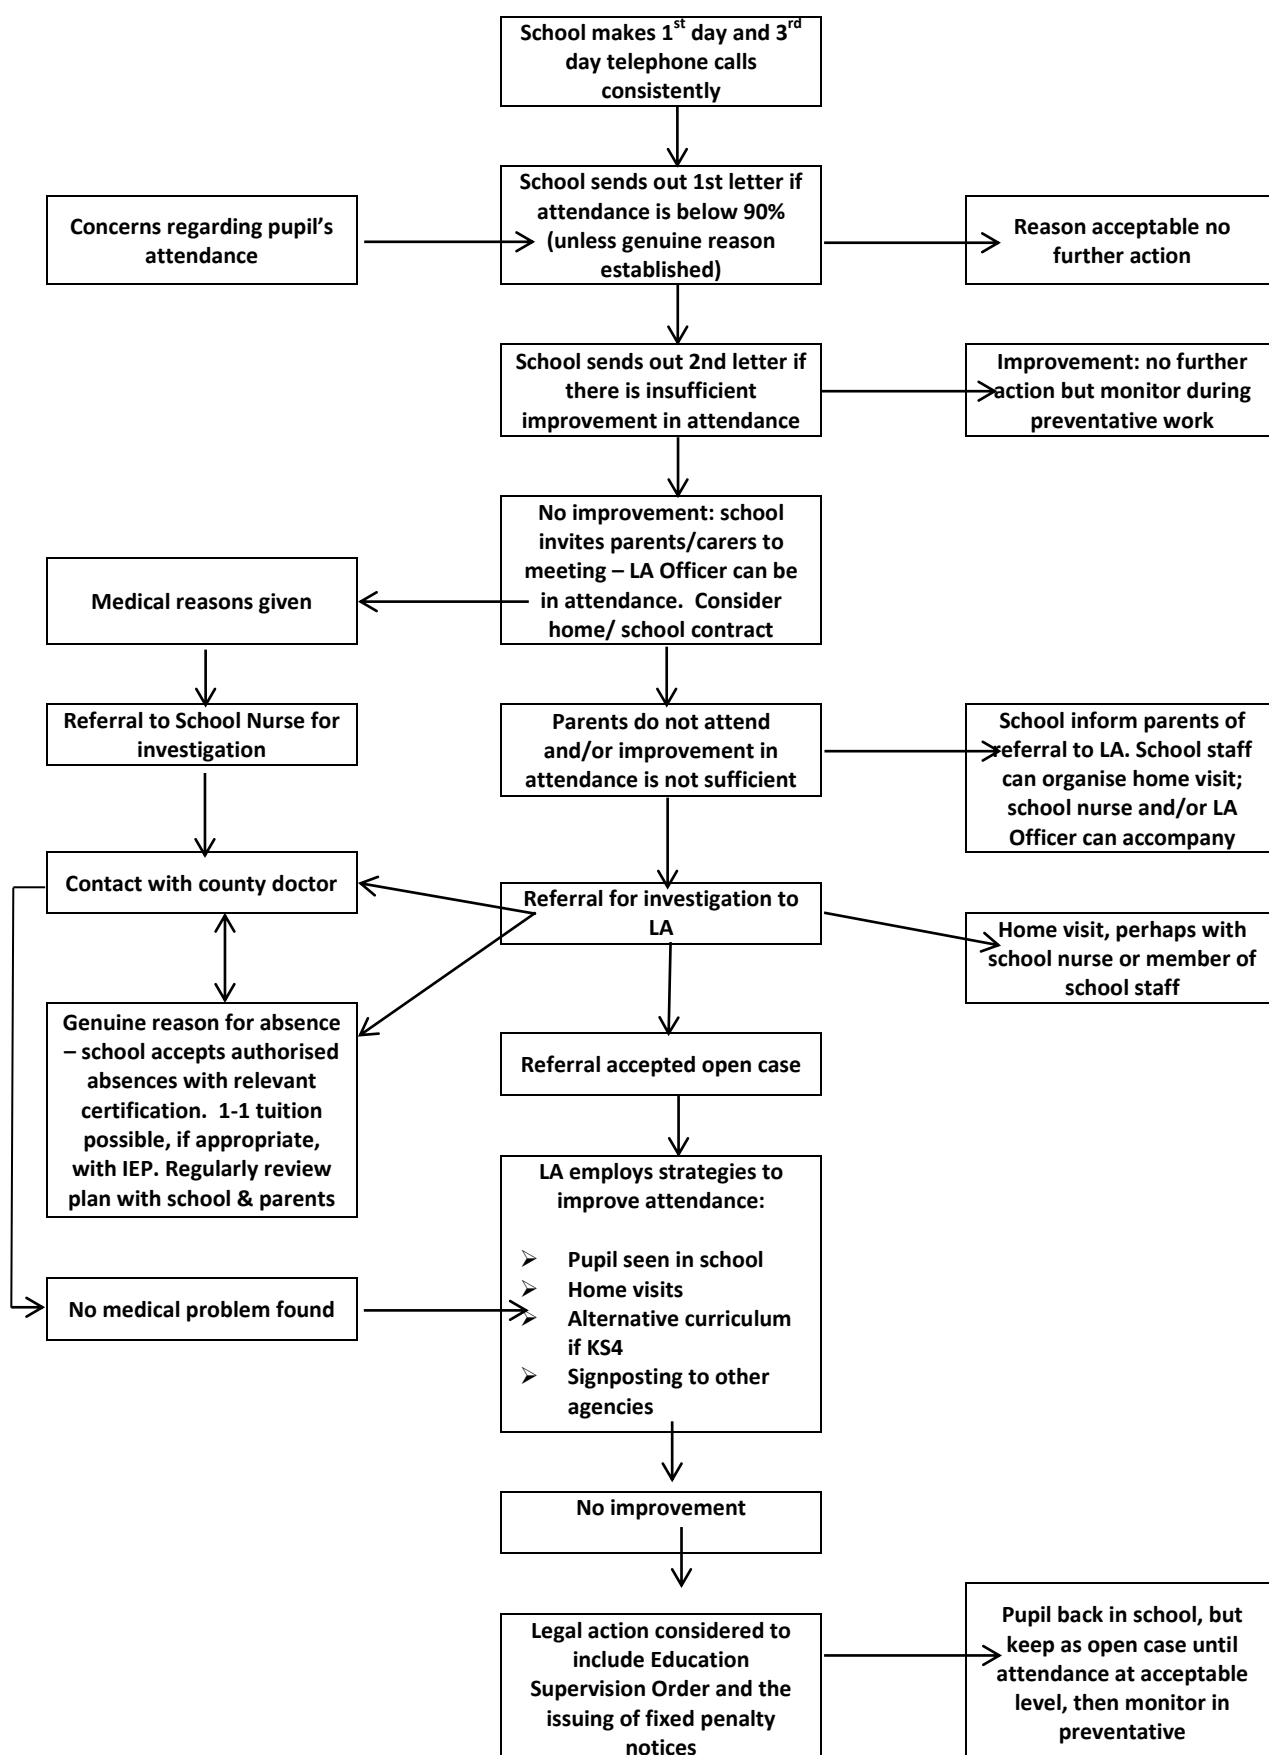 School makes 1st day and 3rd
day telephone calls
consistently
School sends out 1st letter if
attendance is below 90%
(unless genuine reason
established)
Concerns regarding pupil's
attendance
Reason acceptable no
further action
School sends out 2nd letter if
there is insufficient
improvement in attendance
Improvement: no further
action but monitor during
preventative work
No improvement: school
invites parents/carers to
meeting – LA Officer can be
in attendance.  Consider
home/ school contract
Medical reasons given
Referral to School Nurse for
investigation
Parents do not attend
and/or improvement in
attendance is not sufficient
School inform parents of
referral to LA. School staff
can organise home visit;
school nurse and/or LA
Officer can accompany
Contact with county doctor
Referral for investigation to
LA
Home visit, perhaps with
school nurse or member of
school staff
Genuine reason for absence
– school accepts authorised
absences with relevant
certification.  1-1 tuition
possible, if appropriate,
with IEP. Regularly review
plan with school & parents
Referral accepted open case
LA employs strategies to
improve attendance:
➢ Pupil seen in school
➢ Home visits
➢ Alternative curriculum
if KS4
➢ Signposting to other
agencies
No medical problem found
No improvement
Legal action considered to
include Education
Supervision Order and the
issuing of fixed penalty
notices
Pupil back in school, but
keep as open case until
attendance at acceptable
level, then monitor in
preventative